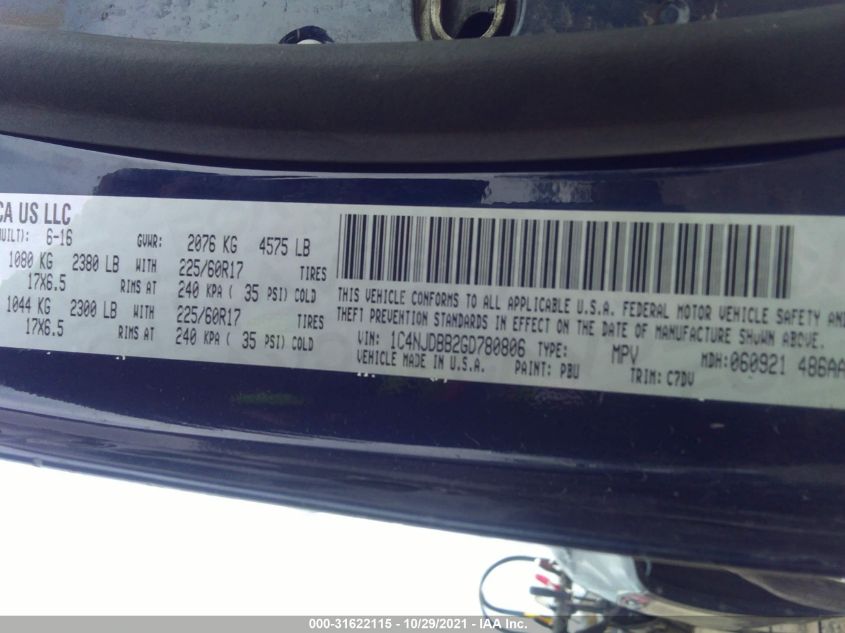 CA US LLC
UILT): 6-16 GVWR: 2076 KG 4575 LB
1080 KG 2380 LB WITH 225/60R17 TIRES
17X6.5 RIMS AT 240 KPA ( 35 PSI) COLD
1044 KG 2300 LB WITH 225/60R17 TIRES
17X6.5 RIMS AT 240 KPA ( 35 PSI) COLD
THIS VEHICLE CONFORMS TO ALL APPLICABLE U.S.A. FEDERAL MOTOR VEHICLE SAFETY AND
THEFT PREVENTION STANDARDS IN EFFECT ON THE DATE OF MANUFACTURE SHOWN ABOVE.
VIN: 1C4NJDBB2GD780806 TYPE: MPV MDH: 060921 486AA
VEHICLE MADE IN U.S.A. PAINT: PBU TRIM: C7DV
000-31622115 - 10/29/2021 - IAA Inc.